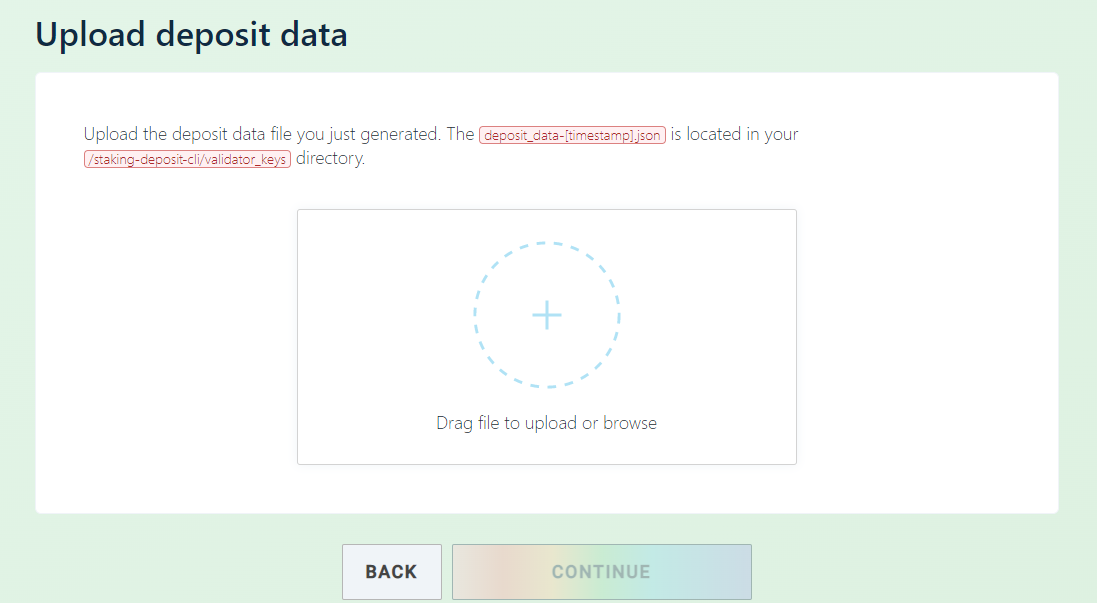 Upload deposit data
Upload the deposit data file you just generated. The deposit_data-[timestamp].json is located in your
/staking-deposit-cli/validator_keys directory.
Drag file to upload or browse
BACK
CONTINUE